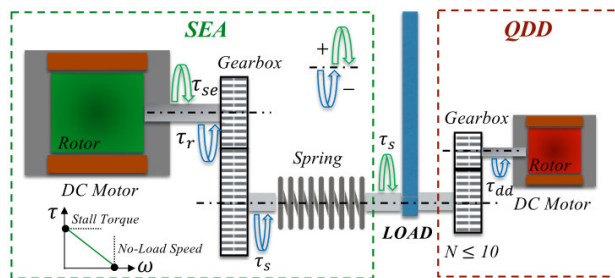 SEA
QDD
Gearbox
+
−
τse
τr
Rotor
DC Motor
Spring
τs
τs
LOAD
Gearbox
Rotor
τdd
DC Motor
N ≤ 10
τ
Stall Torque
No-Load Speed
ω